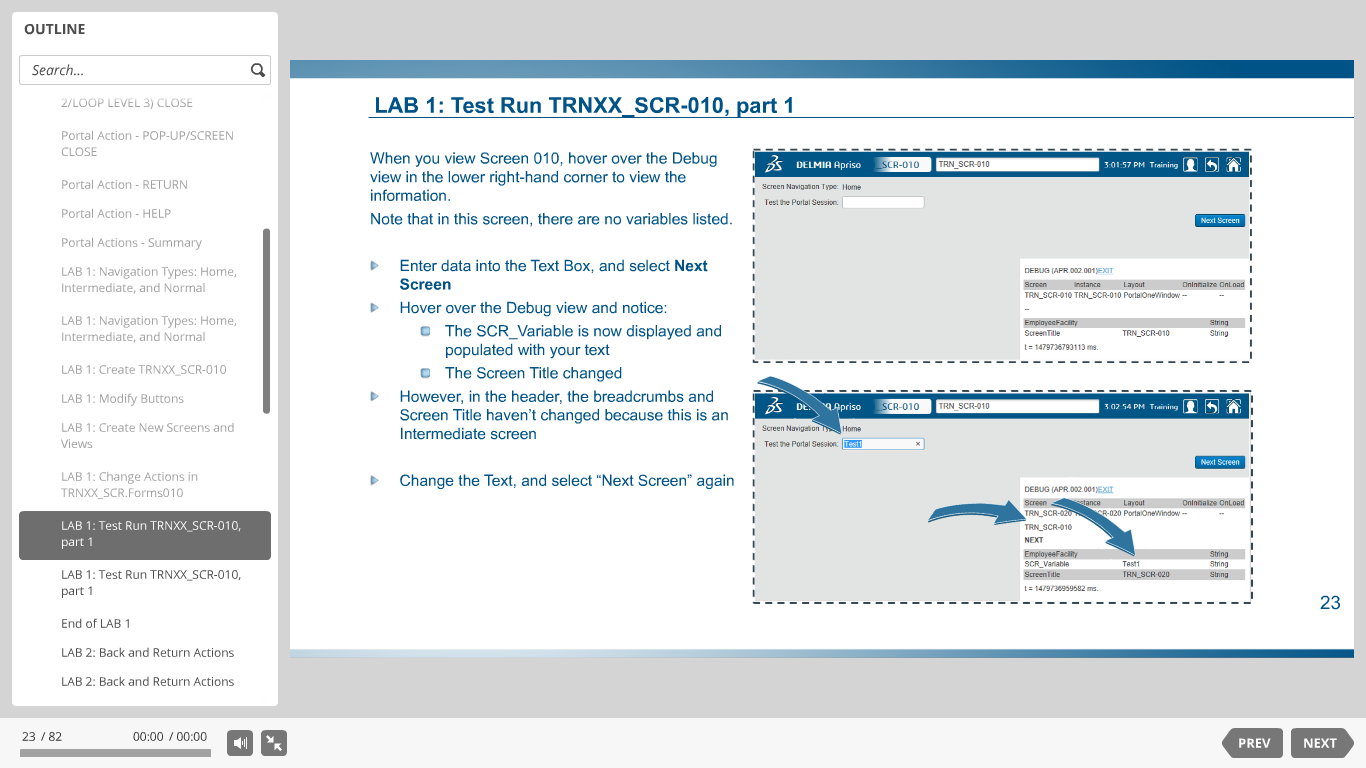 OUTLINE
Search...
2/LOOP LEVEL 3) CLOSE
Portal Action - POP-UP/SCREEN
CLOSE
Portal Action - RETURN
Portal Action - HELP
Portal Actions - Summary
LAB 1: Navigation Types: Home,
Intermediate, and Normal
LAB 1: Navigation Types: Home,
Intermediate, and Normal
LAB 1: Create TRNXX_SCR-010
LAB 1: Modify Buttons
LAB 1: Create New Screens and
Views
LAB 1: Change Actions in
TRNXX_SCR.Forms010
LAB 1: Test Run TRNXX_SCR-010,
part 1
LAB 1: Test Run TRNXX_SCR-010,
part 1
End of LAB 1
LAB 2: Back and Return Actions
LAB 2: Back and Return Actions
LAB 1: Test Run TRNXX_SCR-010, part 1
When you view Screen 010, hover over the Debug
view in the lower right-hand corner to view the
information.
Note that in this screen, there are no variables listed.
Enter data into the Text Box, and select Next
Screen
Hover over the Debug view and notice:
The SCR_Variable is now displayed and
populated with your text
The Screen Title changed
However, in the header, the breadcrumbs and
Screen Title haven't changed because this is an
Intermediate screen
Change the Text, and select “Next Screen” again
DELMIA Apriso SCR-010 TRN_SCR-010 3:01:57 PM Training
Screen Navigation Type: Home
Test the Portal Session:
Next Screen
DEBUG (APR.002.001)EXIT
Screen Instance Layout OnInitialize OnLoad
TRN_SCR-010 TRN_SCR-010 PortalOneWindow -- --
--
EmployeeFacility String
ScreenTitle TRN_SCR-010 String
t = 1479736793113 ms.
Apriso SCR-010 TRN_SCR-010 3:02:54 PM Training
Screen Navigation Home
Test the Portal Session: Test1 ×
Next Screen
DEBUG (APR.002.001)EXIT
Screen Layout OnInitialize OnLoad
TRN_SCR-020 PortalOneWindow -- --
TRN_SCR-010
NEXT
EmployeeFacility String
SCR_Variable Test1 String
ScreenTitle TRN_SCR-020 String
t = 1479736959582 ms.
23
23 / 82 00:00 / 00:00
PREV NEXT